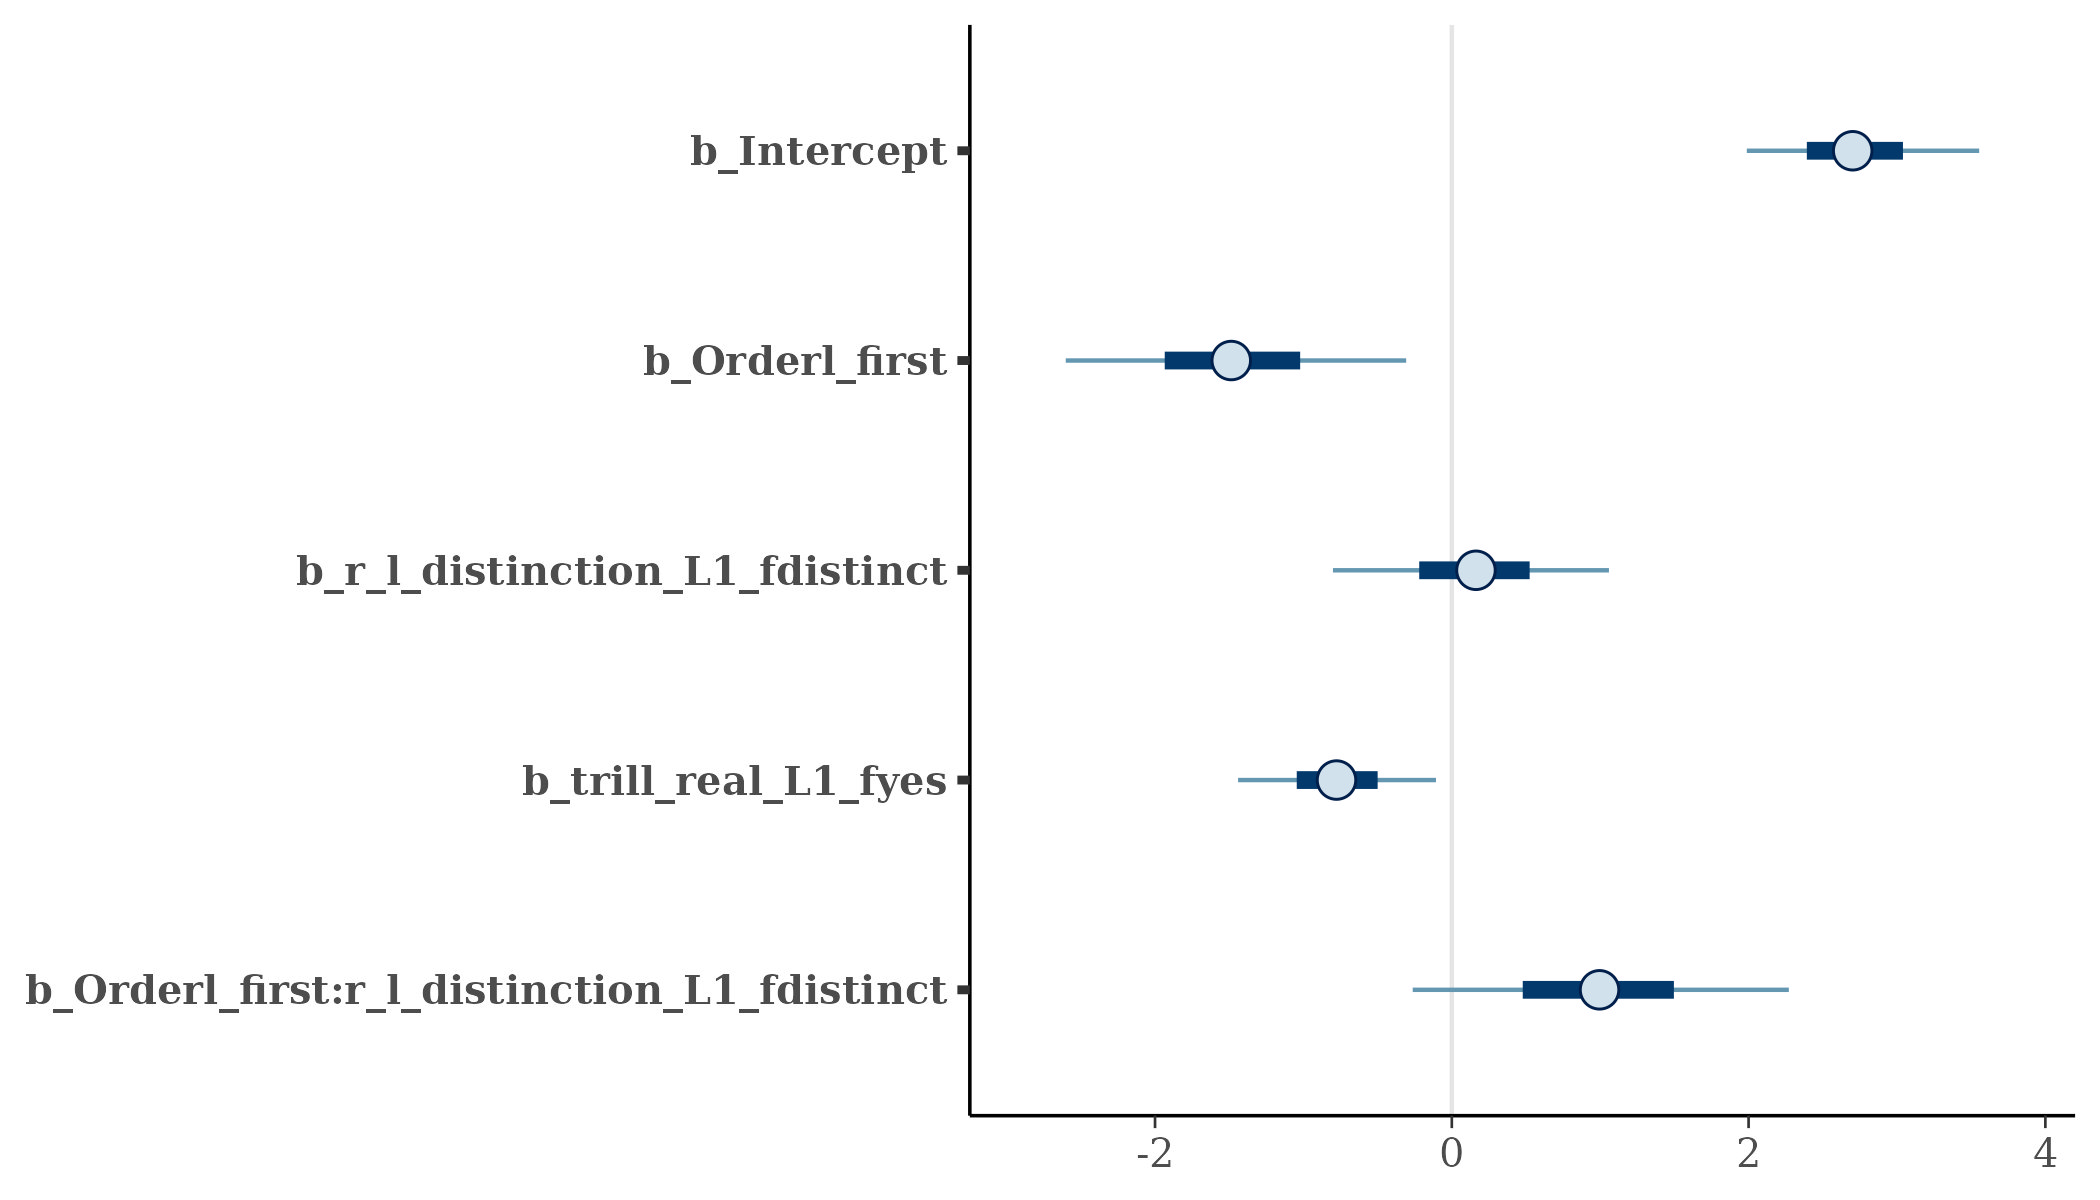 b_Intercept
b_Orderl_first
b_r_l_distinction_L1_fdistinct
b_trill_real_L1_fyes
b_Orderl_first:r_l_distinction_L1_fdistinct
-2 0 2 4